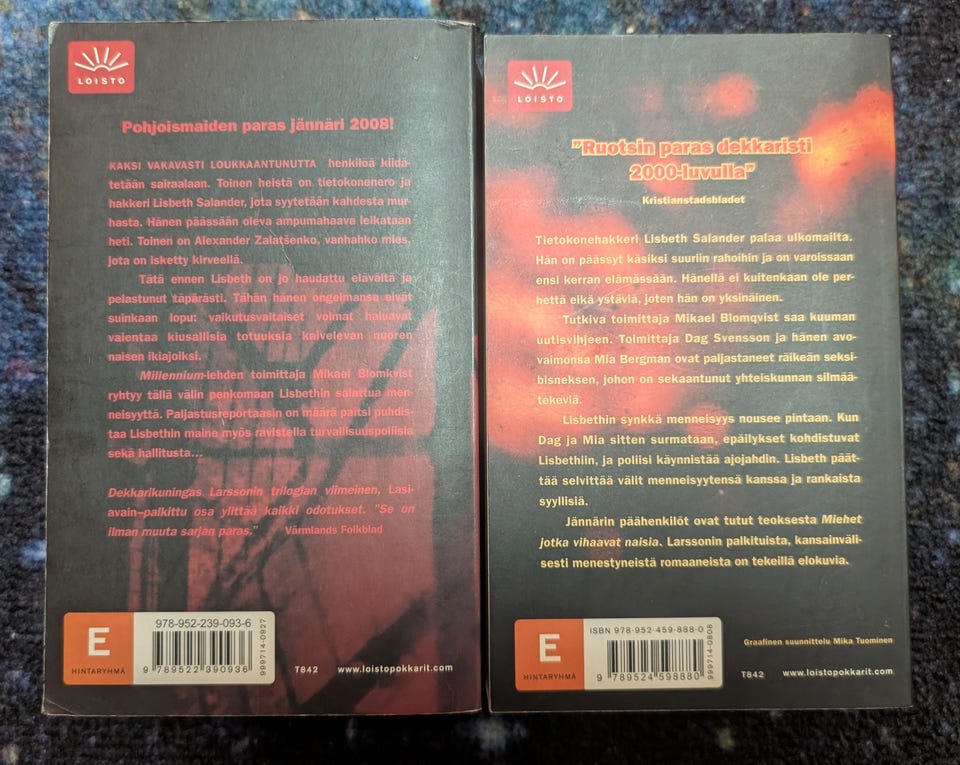 LOISTO
Pohjoismaiden paras jännäri 2008!
KAKSI VAKAVASTI LOUKKAANTUNUTTA henkilöä kiidä-
tetään sairaalaan. Toinen heistä on tietokonenero ja
hakkeri Lisbeth Salander, jota syytetään kahdesta mur-
hasta. Hänen päässään oleva ampumahaava leikataan
heti. Toinen on Alexander Zalatšenko, vanhahko mies,
jota on isketty kirveellä.
Tätä ennen Lisbeth on jo haudattu elävältä ja
pelastunut täpärästi. Tähän hänen ongelmansa eivät
suinkaan lopu: vaikutusvaltaiset voimat haluavat
vaientaa kiusallisia totuuksia kaivelevan nuoren
naisen ikiajoiksi.
Millennium-lehden toimittaja Mikael Blomkvist
ryhtyy tällä välin penkomaan Lisbethin salattua men-
neisyyttä. Paljastusreportaasin on määrä paitsi puhdis-
taa Lisbethin maine myös ravistella turvallisuuspoliisia
sekä hallitusta...
Dekkarikuningas Larssonin trilogian viimeinen, Lasi-
avain–palkittu osa ylittää kaikki odotukset. "Se on
ilman muuta sarjan paras." Värmlands Folkblad
E
HINTARYHMÄ
978-952-239-093-6
9 789522 390936
999714-0927
T842 www.loistopokkarit.com
LOISTO
"Ruotsin paras dekkaristi
2000-luvulla"
Kristianstadsbladet
Tietokonehakkeri Lisbeth Salander palaa ulkomailta.
Hän on päässyt käsiksi suuriin rahoihin ja on varoissaan
ensi kerran elämässään. Hänellä ei kuitenkaan ole per-
hettä eikä ystäviä, joten hän on yksinäinen.
Tutkiva toimittaja Mikael Blomqvist saa kuuman
uutisvihjeen. Toimittaja Dag Svensson ja hänen avo-
vaimonsa Mia Bergman ovat paljastaneet räikeän seksi-
bisneksen, johon on sekaantunut yhteiskunnan silmää-
tekeviä.
Lisbethin synkkä menneisyys nousee pintaan. Kun
Dag ja Mia sitten surmataan, epäilykset kohdistuvat
Lisbethiin, ja poliisi käynnistää ajojahdin. Lisbeth päät-
tää selvittää välit menneisyytensä kanssa ja rankaista
syyllisiä.
Jännärin päähenkilöt ovat tutut teoksesta Miehet
jotka vihaavat naisia. Larssonin palkituista, kansainväli-
sesti menestyneistä romaaneista on tekeillä elokuvia.
E
HINTARYHMÄ
ISBN 978-952-459-888-0
9 789524 598880
999714-0808
Graafinen suunnittelu Mika Tuominen
T842 www.loistopokkarit.com